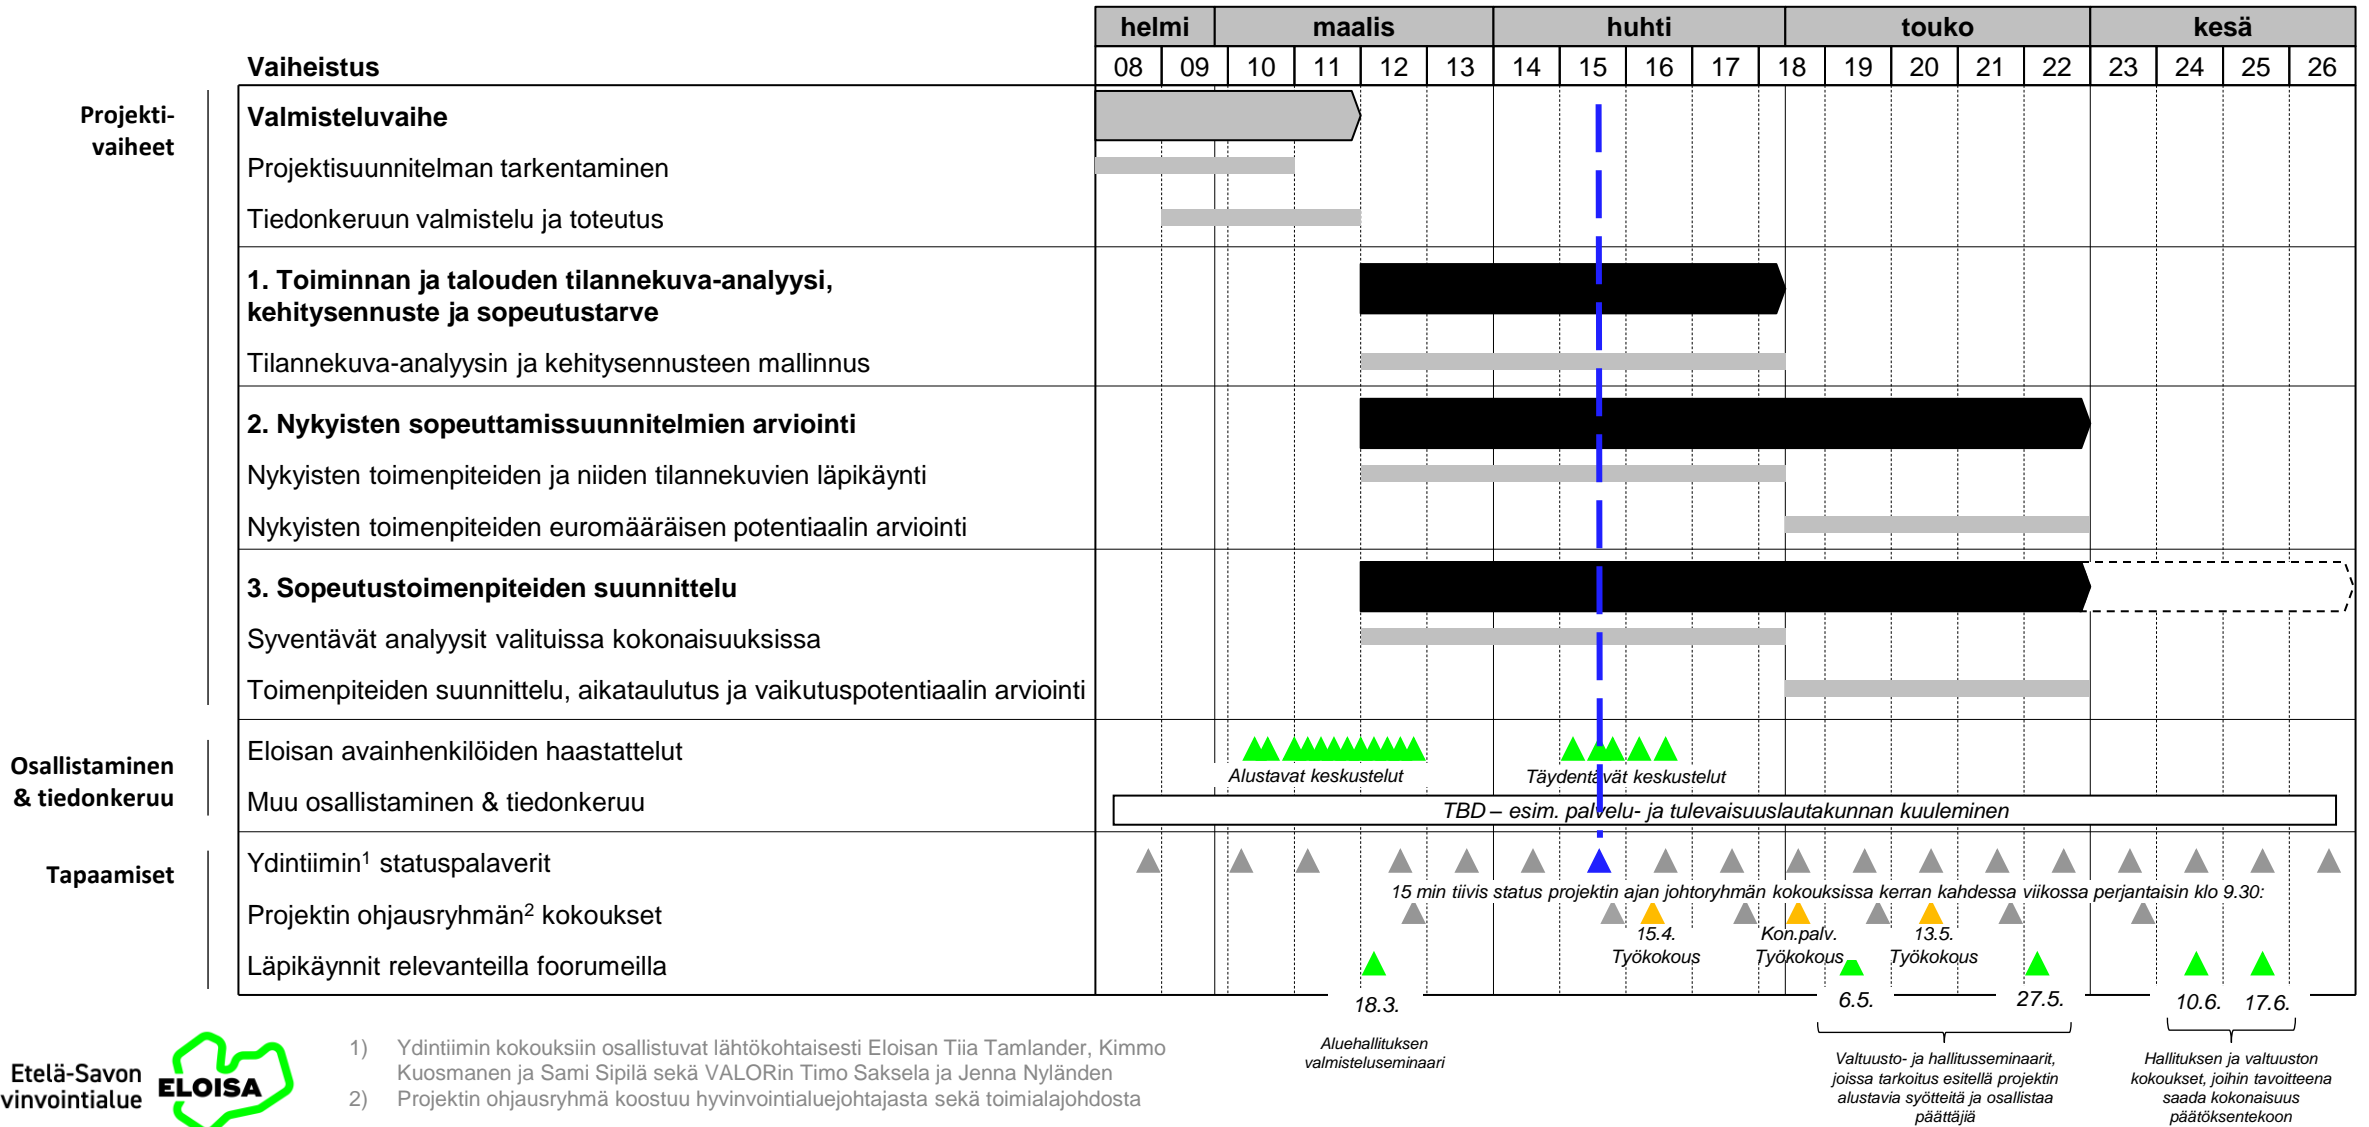 helmi maalis huhti touko kesä
Vaiheistus 08 09 10 11 12 13 14 15 16 17 18 19 20 21 22 23 24 25 26
Projekti-
vaiheet
Valmisteluvaihe
Projektisuunnitelman tarkentaminen
Tiedonkeruun valmistelu ja toteutus
1. Toiminnan ja talouden tilannekuva-analyysi,
kehitysennuste ja sopeutustarve
Tilannekuva-analyysin ja kehitysennusteen mallinnus
2. Nykyisten sopeuttamissuunnitelmien arviointi
Nykyisten toimenpiteiden ja niiden tilannekuvien läpikäynti
Nykyisten toimenpiteiden euromääräisen potentiaalin arviointi
3. Sopeutustoimenpiteiden suunnittelu
Syventävät analyysit valituissa kokonaisuuksissa
Toimenpiteiden suunnittelu, aikataulutus ja vaikutuspotentiaalin arviointi
Osallistaminen
& tiedonkeruu
Eloisan avainhenkilöiden haastattelut
Alustavat keskustelut Täydentävät keskustelut
Muu osallistaminen & tiedonkeruu
TBD – esim. palvelu- ja tulevaisuuslautakunnan kuuleminen
Tapaamiset
Ydintiimin1 statuspalaverit
15 min tiivis status projektin ajan johtoryhmän kokouksissa kerran kahdessa viikossa perjantaisin klo 9.30:
Projektin ohjausryhmän2 kokoukset
15.4. Kon.palv. 13.5.
Työkokous Työkokous Työkokous
Läpikäynnit relevanteilla foorumeilla
18.3. 6.5. 27.5. 10.6. 17.6.
Aluehallituksen
valmisteluseminaari
Valtuusto- ja hallitusseminaarit,
joissa tarkoitus esitellä projektin
alustavia syötteitä ja osallistaa
päättäjiä
Hallituksen ja valtuuston
kokoukset, joihin tavoitteena
saada kokonaisuus
päätöksentekoon
Etelä-Savon
vinvointialue
ELOISA
1) Ydintiimin kokouksiin osallistuvat lähtökohtaisesti Eloisan Tiia Tamlander, Kimmo
Kuosmanen ja Sami Sipilä sekä VALORin Timo Saksela ja Jenna Nyländen
2) Projektin ohjausryhmä koostuu hyvinvointialuejohtajasta sekä toimialajohdosta